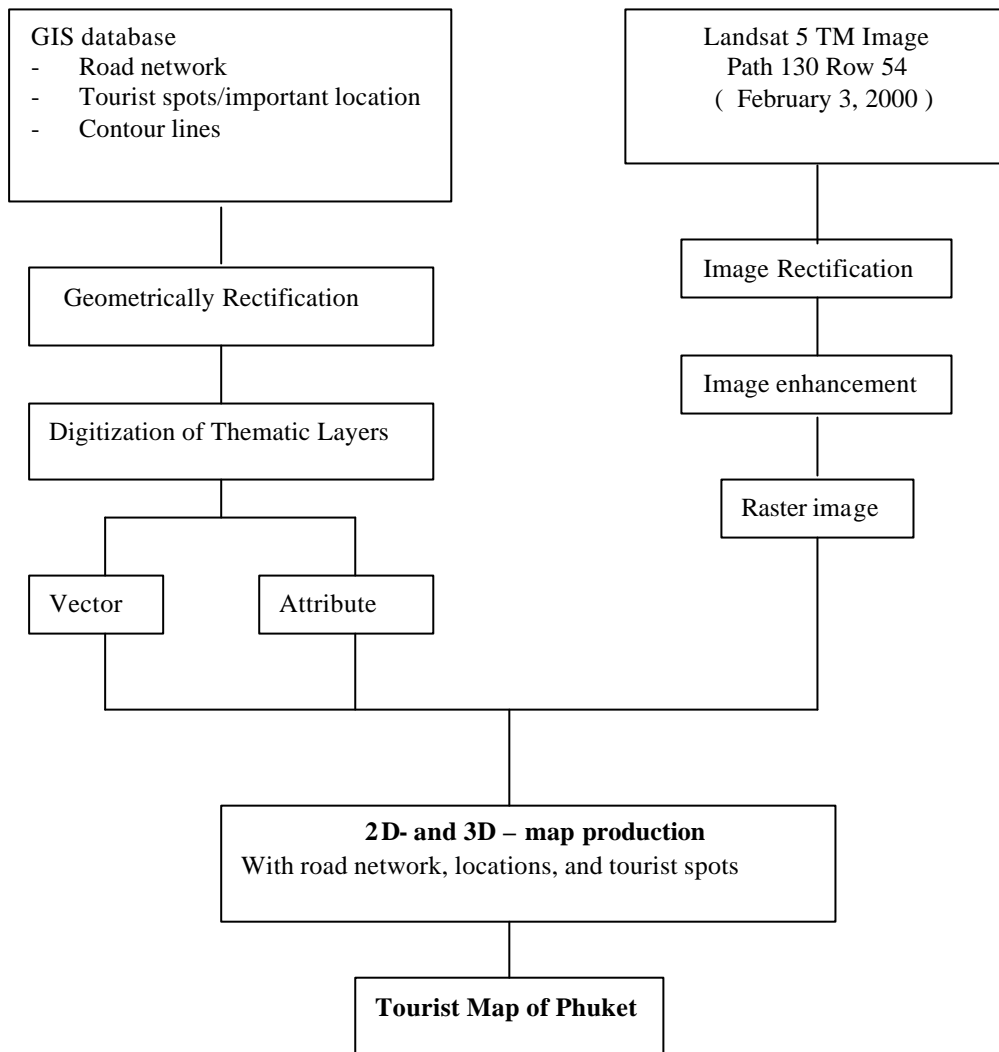 GIS database
- Road network
- Tourist spots/important location
- Contour lines
Landsat 5 TM Image
Path 130 Row 54
( February 3, 2000 )
Geometrically Rectification
Image Rectification
Digitization of Thematic Layers
Image enhancement
Raster image
Vector
Attribute
2D- and 3D – map production
With road network, locations, and tourist spots
Tourist Map of Phuket